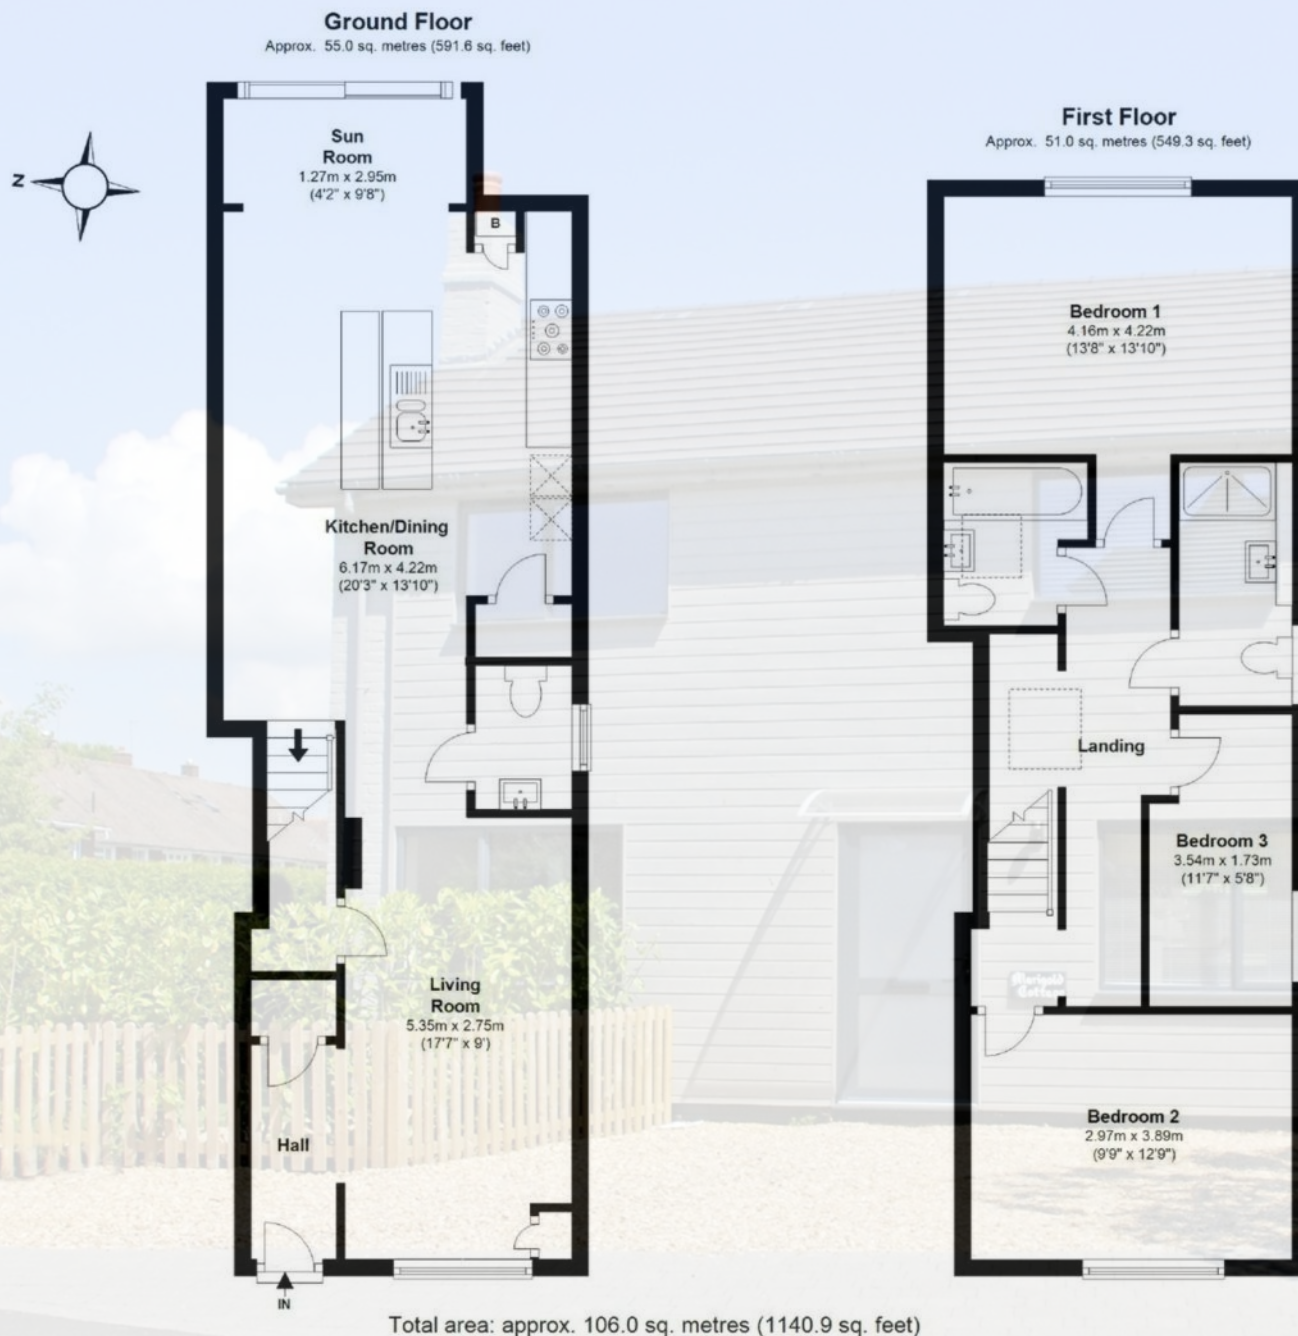 Ground Floor
Approx. 55.0 sq. metres (591.6 sq. feet)
Sun
Room
1.27m x 2.95m
(4'2" x 9'8")
N
B
Kitchen/Dining
Room
6.17m x 4.22m
(20'3" x 13'10")
Living
Room
5.35m x 2.75m
(17'7" x 9')
Hall
IN
First Floor
Approx. 51.0 sq. metres (549.3 sq. feet)
Bedroom 1
4.16m x 4.22m
(13'8" x 13'10")
Landing
Bedroom 3
3.54m x 1.73m
(11'7" x 5'8")
Marigold
Cottage
Bedroom 2
2.97m x 3.89m
(9'9" x 12'9")
Total area: approx. 106.0 sq. metres (1140.9 sq. feet)